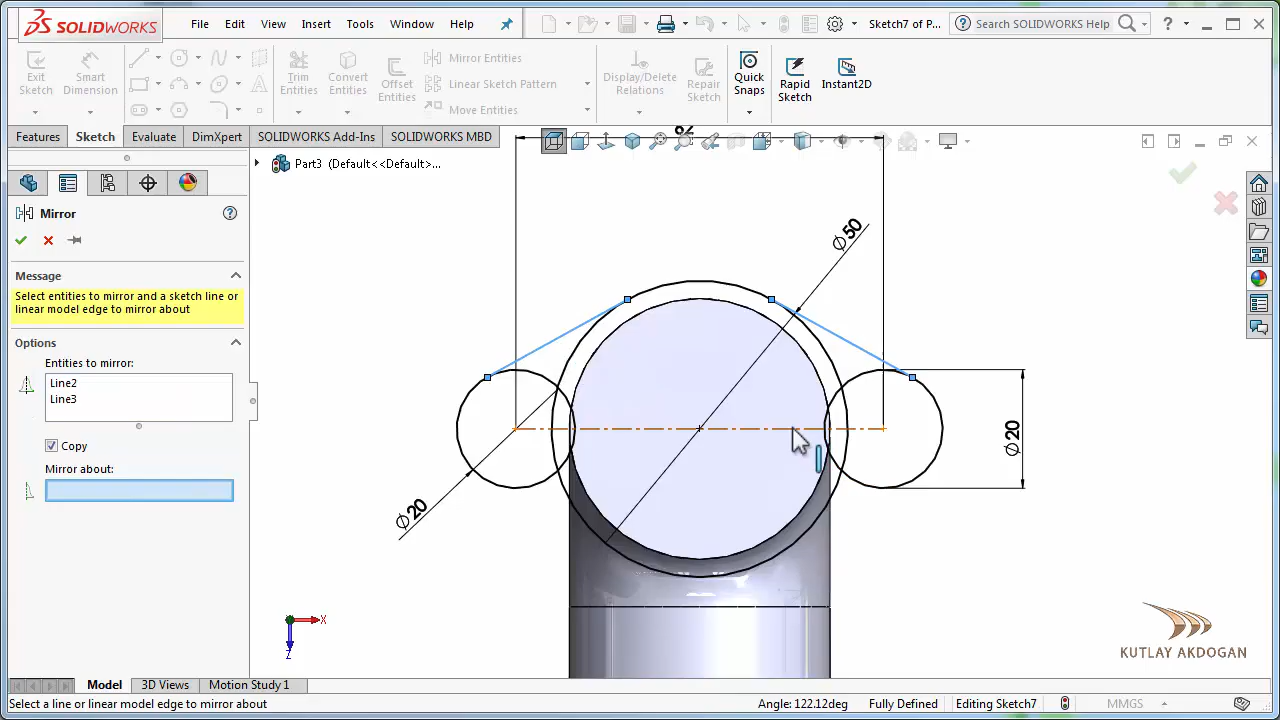 SOLIDWORKS File Edit View Insert Tools Window Help Sketch7 of P... Search SOLIDWORKS Help
Exit Sketch
Smart Dimension
Trim Entities
Convert Entities
Offset Entities
Mirror Entities
Linear Sketch Pattern
Move Entities
Display/Delete Relations
Repair Sketch
Quick Snaps
Rapid Sketch
Instant2D
Features Sketch Evaluate DimXpert SOLIDWORKS Add-Ins SOLIDWORKS MBD
Part3 (Default<<Default>...
Mirror
Message
Select entities to mirror and a sketch line or
linear model edge to mirror about
Options
Entities to mirror:
Line2
Line3
Copy
Mirror about:
62
Ø50
Ø20
Ø20
X
Z
KUTLAY AKDOGAN
Model 3D Views Motion Study 1
Select a line or linear model edge to mirror about Angle: 122.12deg Fully Defined Editing Sketch7 MMGS